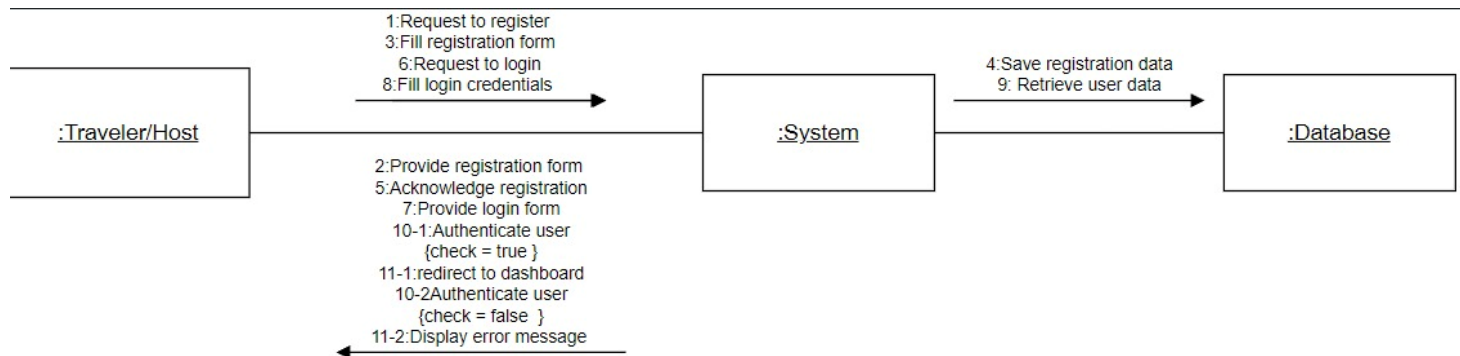 1:Request to register
3:Fill registration form
6:Request to login
8:Fill login credentials
4:Save registration data
9: Retrieve user data
:Traveler/Host
:System
:Database
2:Provide registration form
5:Acknowledge registration
7:Provide login form
10-1:Authenticate user
{check = true }
11-1:redirect to dashboard
10-2Authenticate user
{check = false }
11-2:Display error message